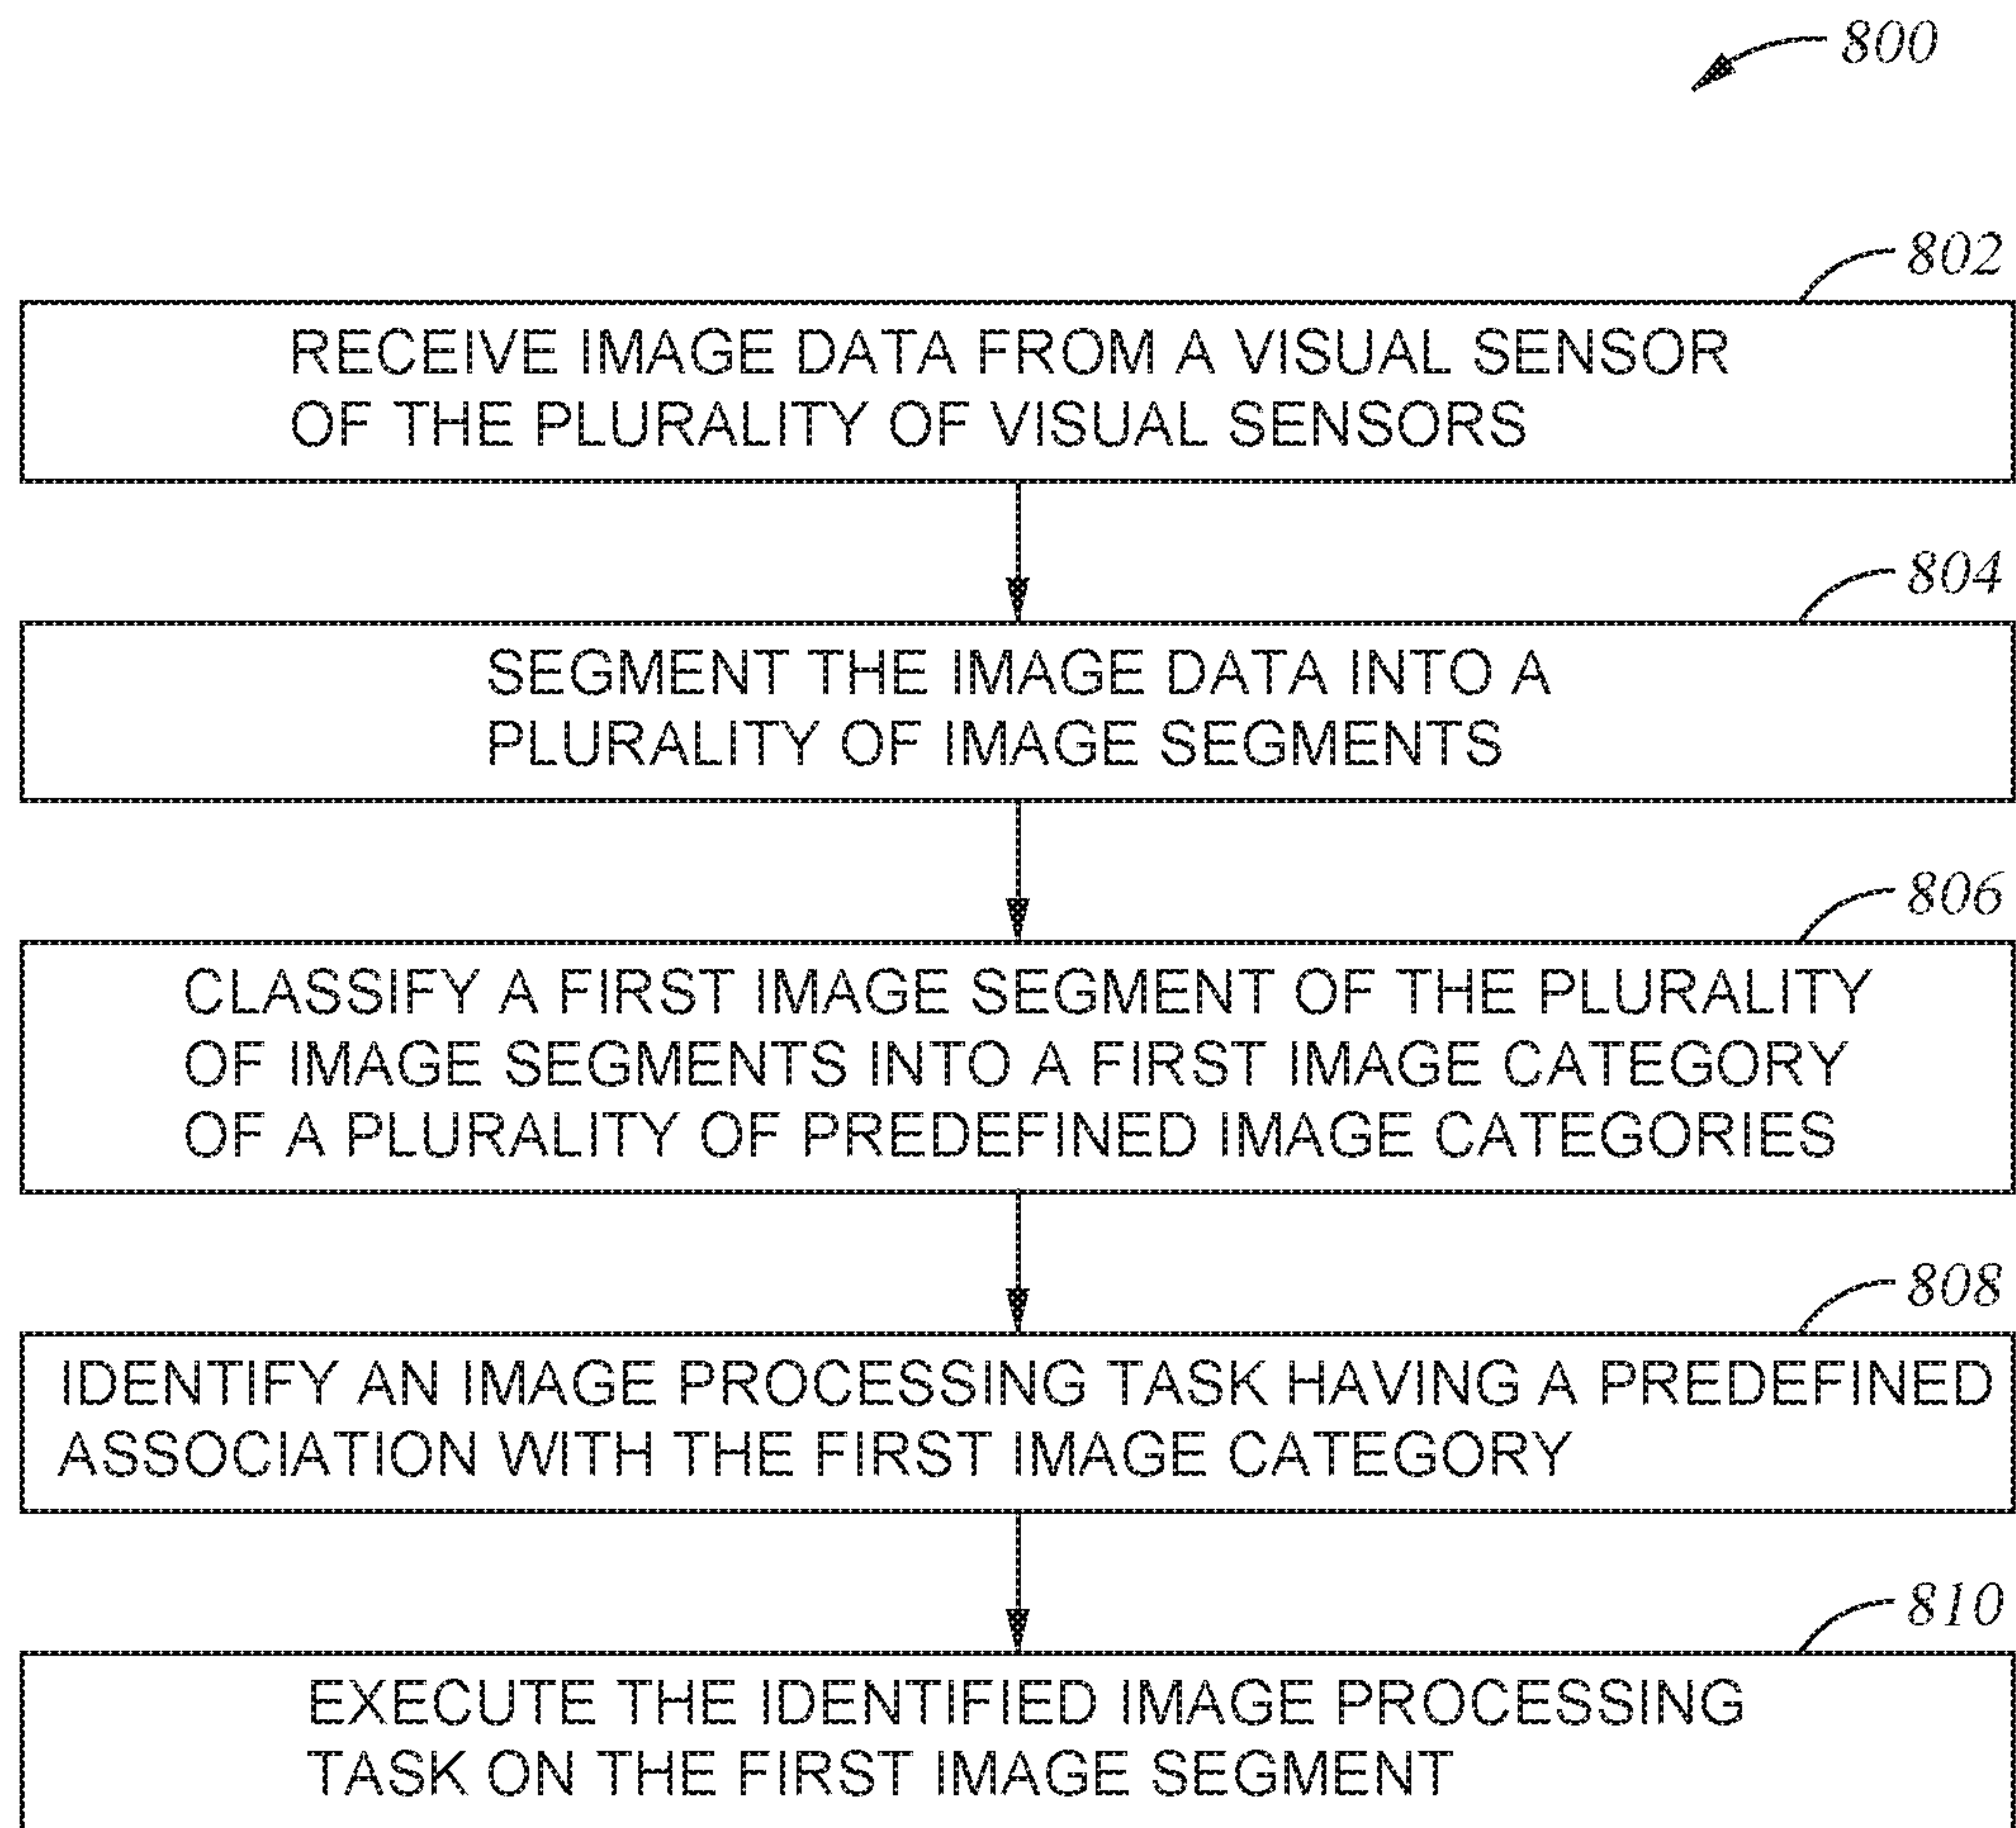 800
802
RECEIVE IMAGE DATA FROM A VISUAL SENSOR
OF THE PLURALITY OF VISUAL SENSORS
804
SEGMENT THE IMAGE DATA INTO A
PLURALITY OF IMAGE SEGMENTS
806
CLASSIFY A FIRST IMAGE SEGMENT OF THE PLURALITY
OF IMAGE SEGMENTS INTO A FIRST IMAGE CATEGORY
OF A PLURALITY OF PREDEFINED IMAGE CATEGORIES
808
IDENTIFY AN IMAGE PROCESSING TASK HAVING A PREDEFINED
ASSOCIATION WITH THE FIRST IMAGE CATEGORY
810
EXECUTE THE IDENTIFIED IMAGE PROCESSING
TASK ON THE FIRST IMAGE SEGMENT